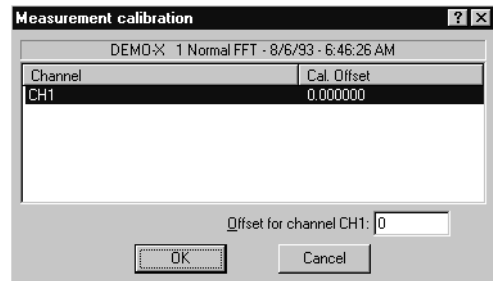 Measurement calibration
DEMO-X 1 Normal FFT - 8/6/93 - 6:46:26 AM
Channel Cal. Offset
CH1 0.000000
Offset for channel CH1: 0
OK Cancel